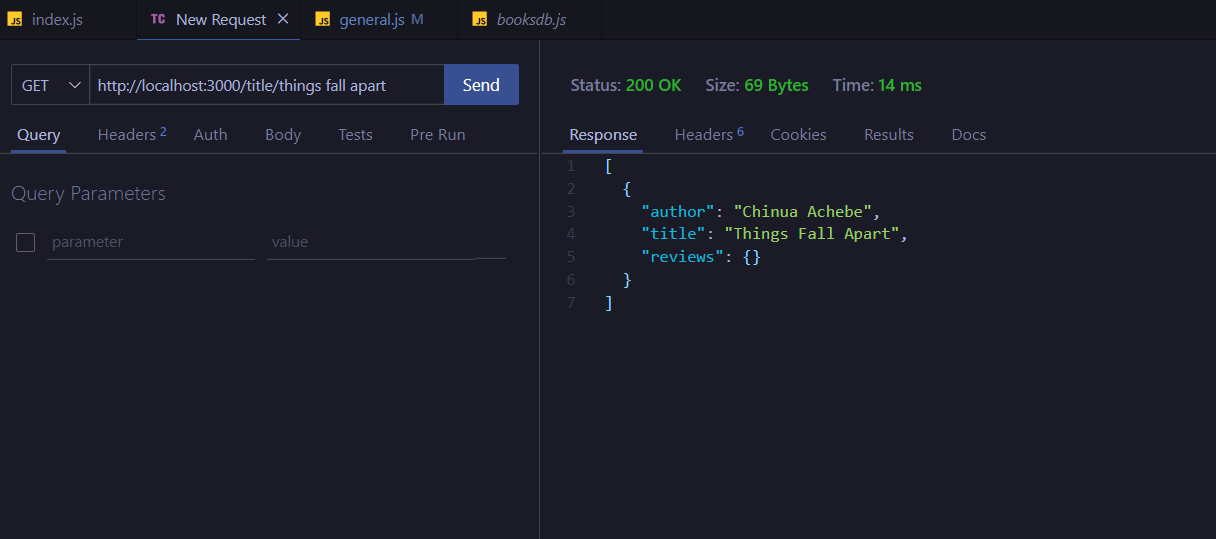 JS index.js TC New Request × JS general.js M JS booksdb.js
GET http://localhost:3000/title/things fall apart Send
Query Headers 2 Auth Body Tests Pre Run
Query Parameters
parameter value
Status: 200 OK Size: 69 Bytes Time: 14 ms
Response Headers 6 Cookies Results Docs
1 [
2 {
3 "author": "Chinua Achebe",
4 "title": "Things Fall Apart",
5 "reviews": {}
6 }
7 ]